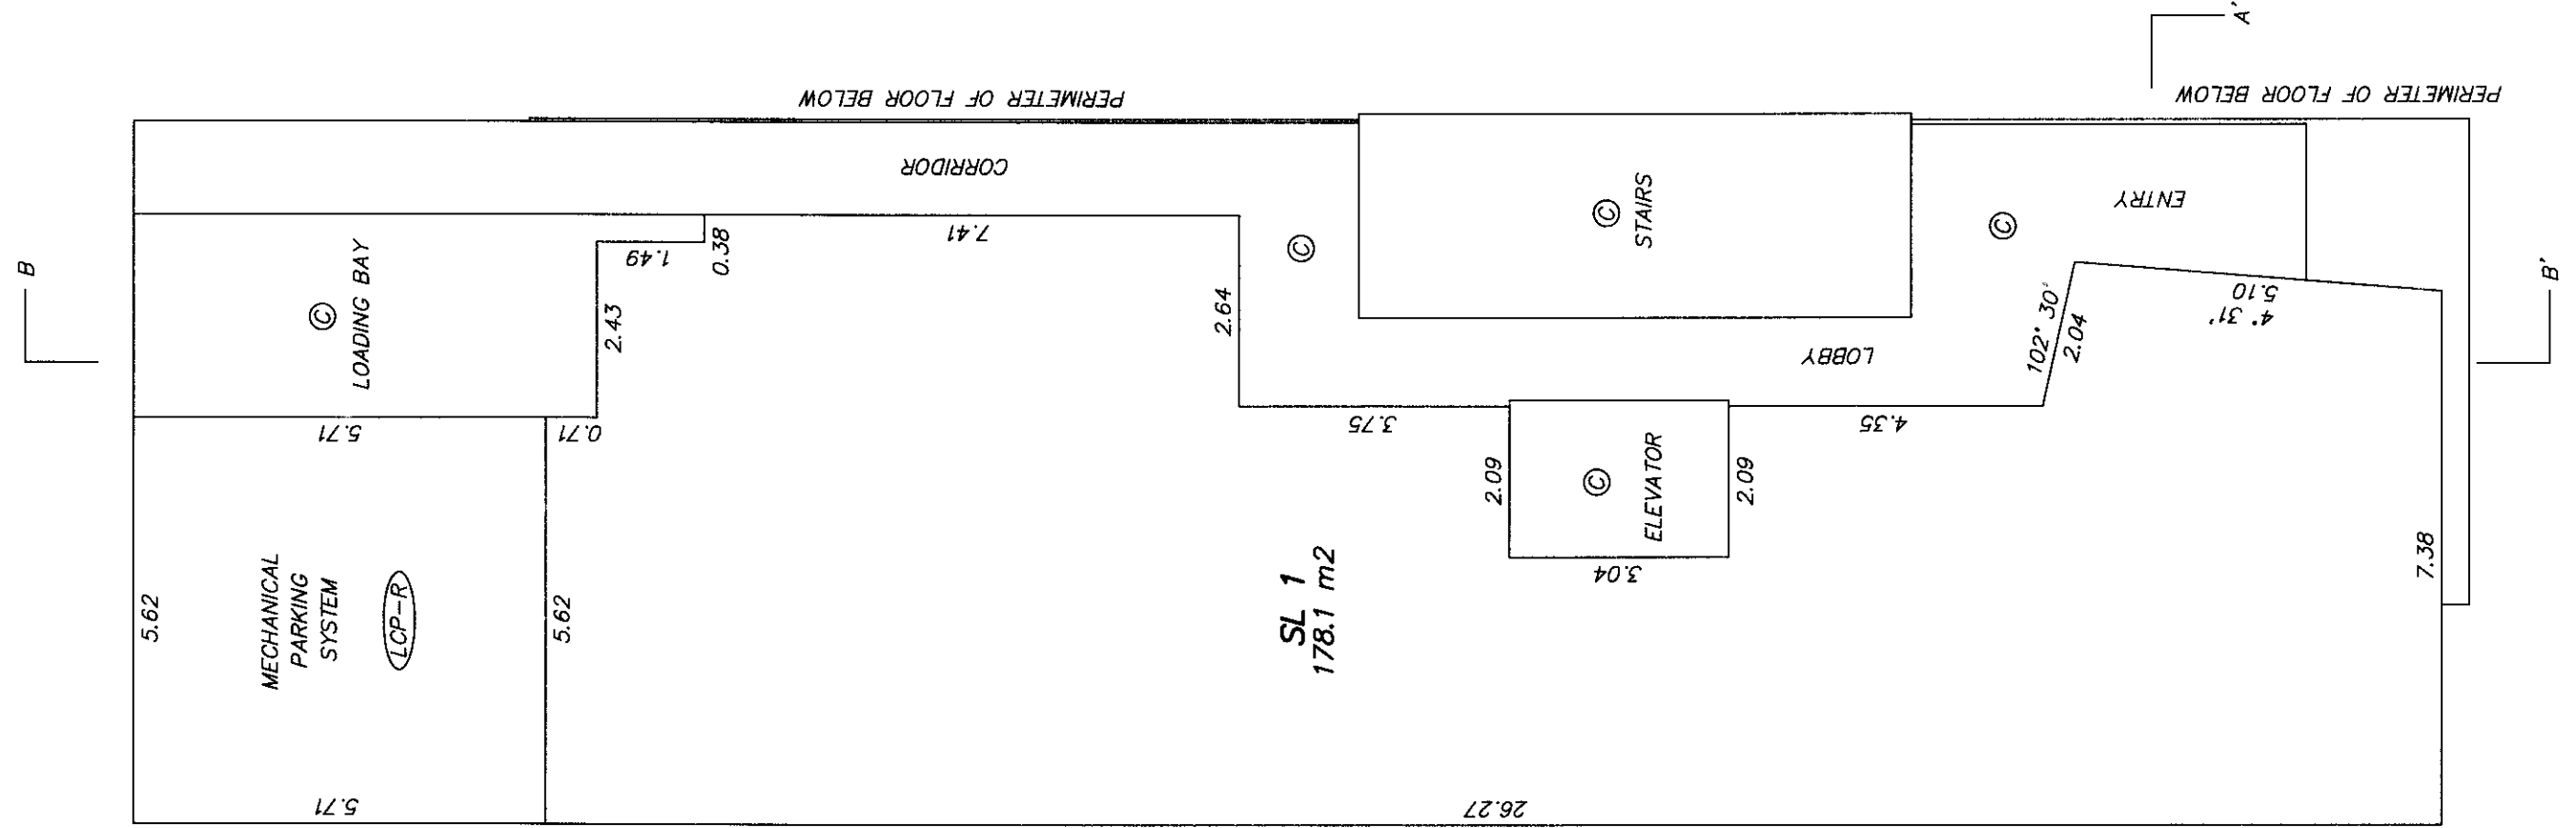 B
A'
PERIMETER OF FLOOR BELOW
PERIMETER OF FLOOR BELOW
CORRIDOR
©
LOADING BAY
1.49
0.38
2.43
7.41
2.64
©
©
STAIRS
©
ENTRY
5.10
4° 31'
102° 30'
2.04
LOBBY
B'
5.62
MECHANICAL
PARKING
SYSTEM
LCP-R
5.71
0.71
5.62
5.71
3.75
2.09
©
ELEVATOR
2.09
3.04
4.35
SL 1
178.1 m2
7.38
26.27